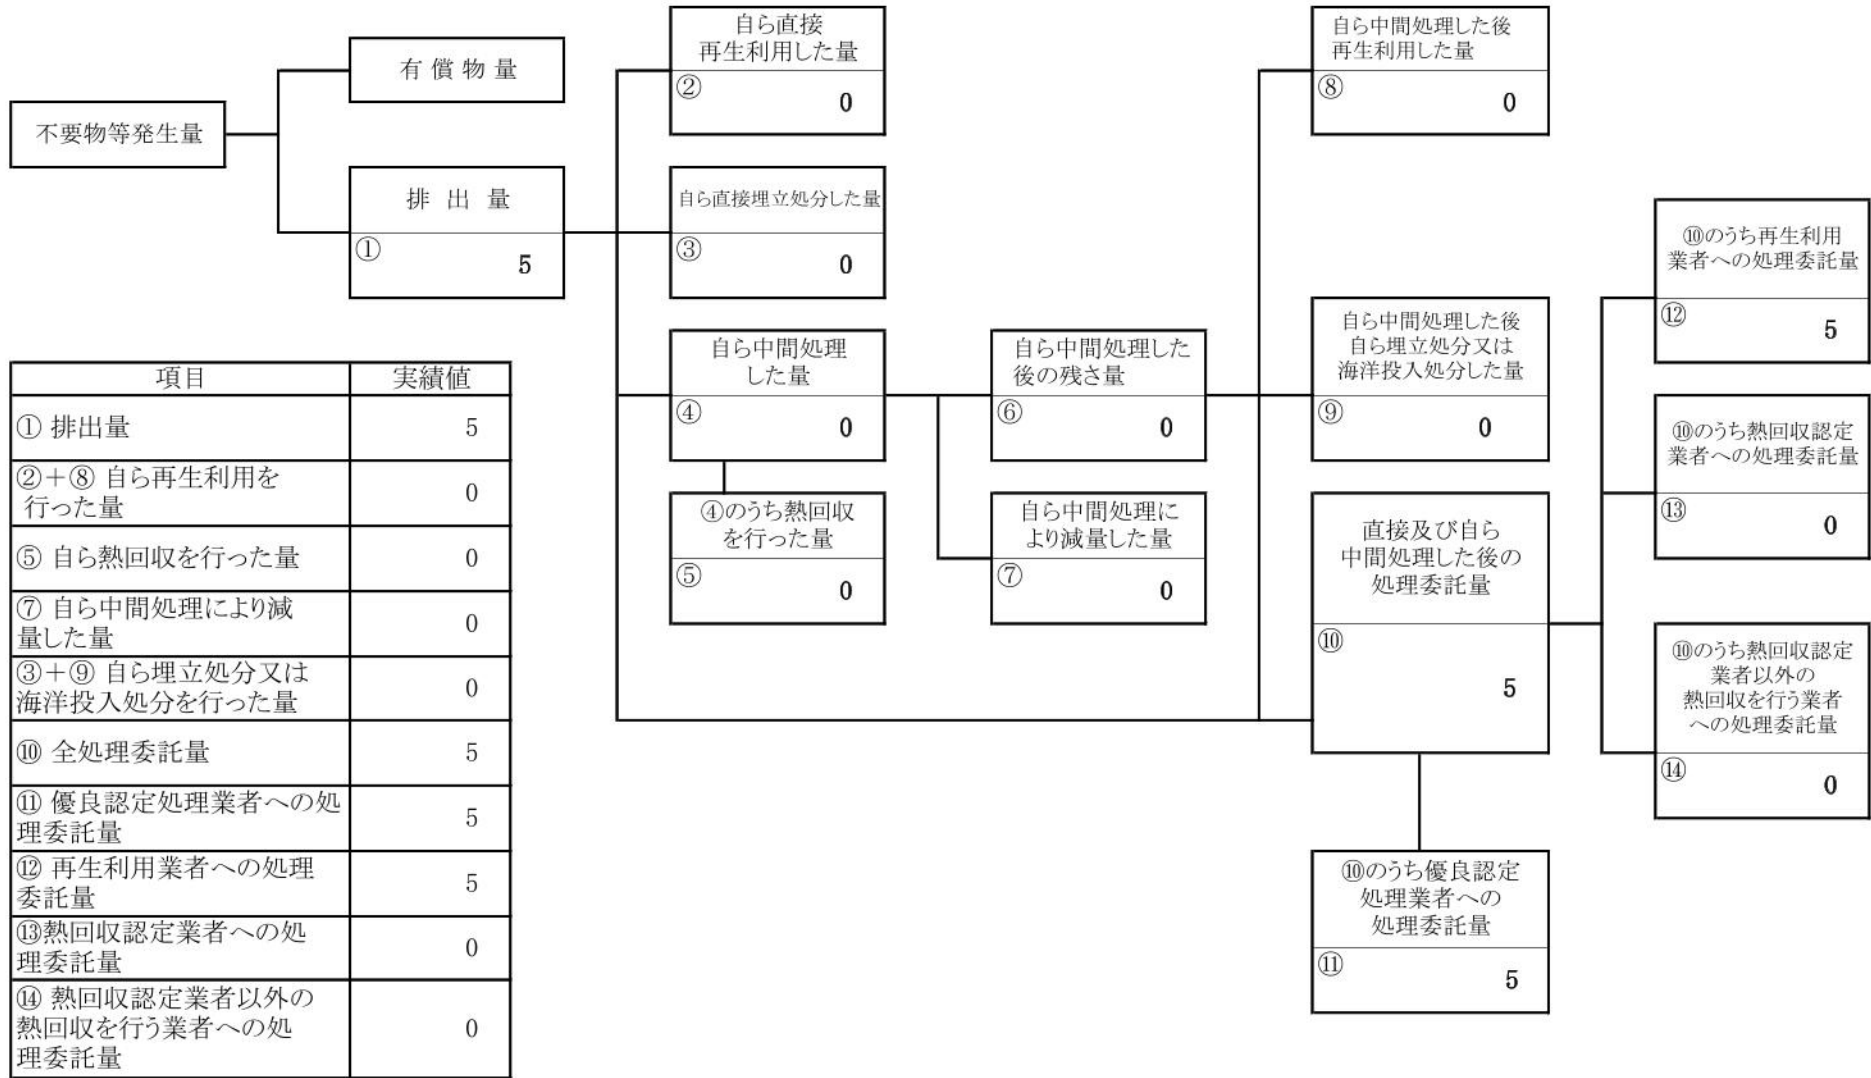 不要物等発生量
有 償 物 量
排 出 量
①
5
自ら直接
再生利用した量
②
0
自ら直接埋立処分した量
③
0
自ら中間処理
した量
④
0
④のうち熱回収
を行った量
⑤
0
自ら中間処理した
後の残さ量
⑥
0
自ら中間処理に
より減量した量
⑦
0
自ら中間処理した後
再生利用した量
⑧
0
自ら中間処理した後
自ら埋立処分又は
海洋投入処分した量
⑨
0
直接及び自ら
中間処理した後の
処理委託量
⑩
5
⑩のうち優良認定
処理業者への
処理委託量
⑪
5
⑩のうち再生利用
業者への処理委託量
⑫
5
⑩のうち熱回収認定
業者への処理委託量
⑬
0
⑩のうち熱回収認定
業者以外の
熱回収を行う業者
への処理委託量
⑭
0
項目 実績値
① 排出量 5
②＋⑧ 自ら再生利用を
行った量 0
⑤ 自ら熱回収を行った量 0
⑦ 自ら中間処理により減
量した量 0
③＋⑨ 自ら埋立処分又は
海洋投入処分を行った量 0
⑩ 全処理委託量 5
⑪ 優良認定処理業者への処
理委託量 5
⑫ 再生利用業者への処理
委託量 5
⑬熱回収認定業者への処
理委託量 0
⑭ 熱回収認定業者以外の
熱回収を行う業者への処
理委託量 0